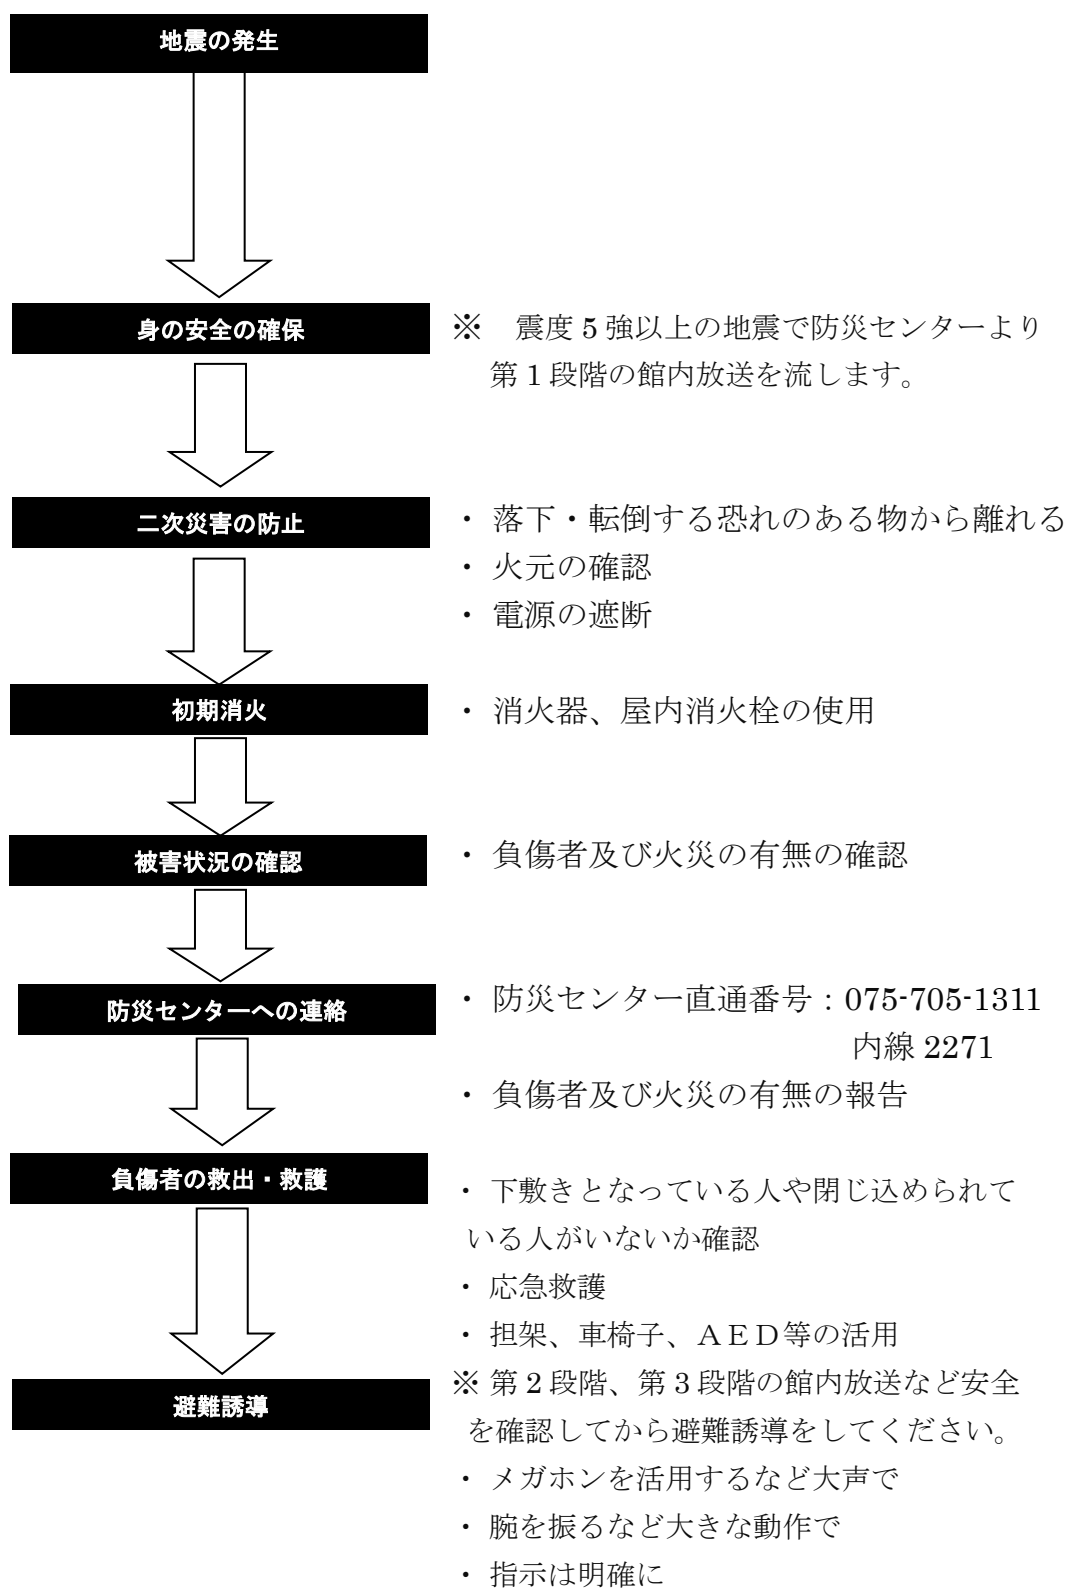 地震の発生
身の安全の確保
※　震度 5 強以上の地震で防災センターより
第 1 段階の館内放送を流します。
二次災害の防止
・ 落下・転倒する恐れのある物から離れる
・ 火元の確認
・ 電源の遮断
初期消火
・ 消火器、屋内消火栓の使用
被害状況の確認
・ 負傷者及び火災の有無の確認
防災センターへの連絡
・ 防災センター直通番号：075-705-1311
内線 2271
・ 負傷者及び火災の有無の報告
負傷者の救出・救護
・ 下敷きとなっている人や閉じ込められて
いる人がいないか確認
・ 応急救護
・ 担架、車椅子、ＡＥＤ等の活用
避難誘導
※ 第 2 段階、第 3 段階の館内放送など安全
を確認してから避難誘導をしてください。
・ メガホンを活用するなど大声で
・ 腕を振るなど大きな動作で
・ 指示は明確に